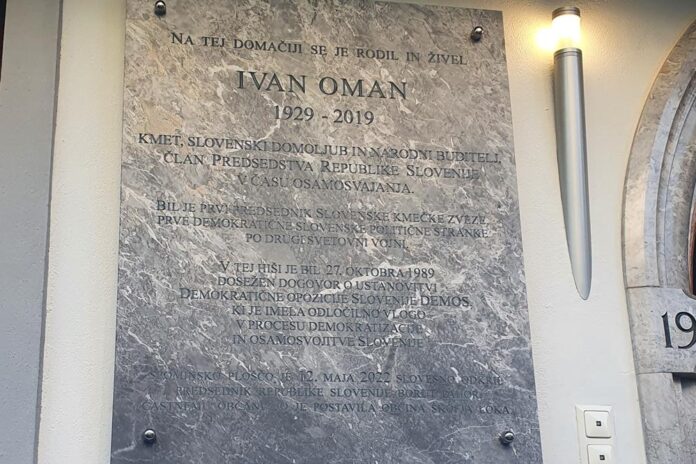 NA TEJ DOMAČIJI SE JE RODIL IN ŽIVEL
IVAN OMAN
1929 - 2019
KMET, SLOVENSKI DOMOLJUB IN NARODNI BUDITELJ,
ČLAN PREDSEDSTVA REPUBLIKE SLOVENIJE
V ČASU OSAMOSVAJANJA.
BIL JE PRVI PREDSEDNIK SLOVENSKE KMEČKE ZVEZE,
PRVE DEMOKRATIČNE SLOVENSKE POLITIČNE STRANKE
PO DRUGI SVETOVNI VOJNI.
V TEJ HIŠI JE BIL 27. OKTOBRA 1989
DOSEŽEN DOGOVOR O USTANOVITVI
DEMOKRATIČNE OPOZICIJE SLOVENIJE DEMOS,
KI JE IMELA ODLOČILNO VLOGO
V PROCESU DEMOKRATIZACIJE
IN OSAMOSVOJITVE SLOVENIJE
SPOMINSKO PLOŠČO JE 12. MAJA 2022 SLOVESNO ODKRIL
PREDSEDNIK REPUBLIKE SLOVENIJE BORUT PAHOR.
ČASTNEMU OBČANU JO JE POSTAVILA OBČINA ŠKOFJA LOKA.
19